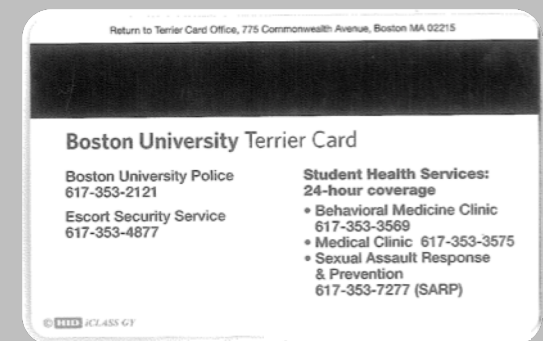 Return to Terrier Card Office, 775 Commonwealth Avenue, Boston MA 02215
Boston University Terrier Card
Boston University Police
617-353-2121
Escort Security Service
617-353-4877
Student Health Services:
24-hour coverage
• Behavioral Medicine Clinic
617-353-3569
• Medical Clinic 617-353-3575
• Sexual Assault Response
& Prevention
617-353-7277 (SARP)
© HID iCLASS GY